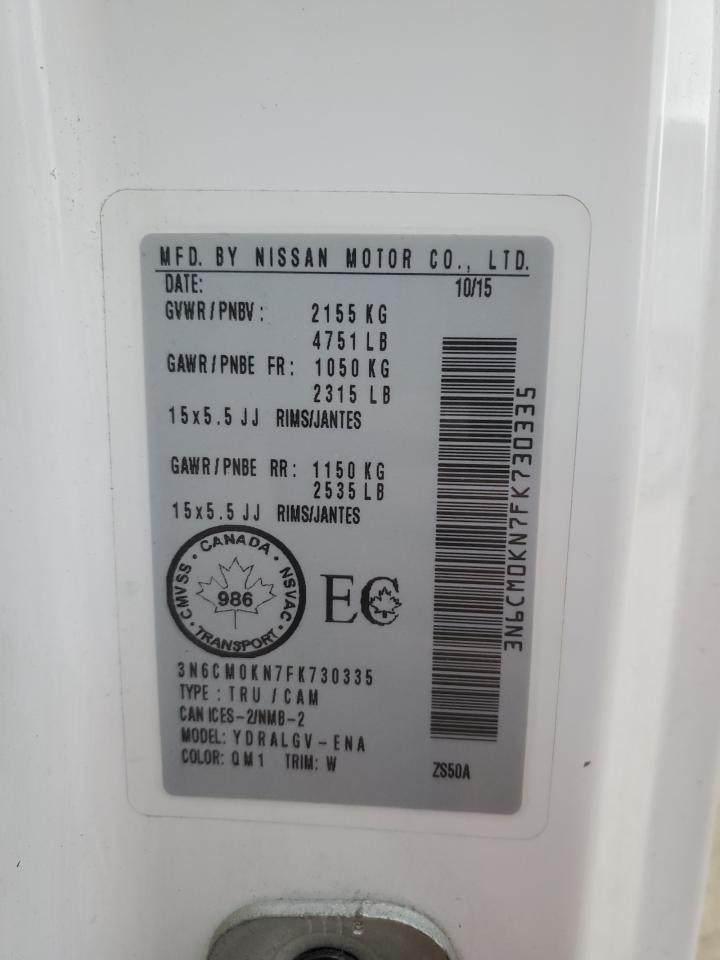 MFD. BY NISSAN MOTOR CO., LTD.
DATE: 10/15
GVWR/PNBV: 2155 KG
4751 LB
GAWR/PNBE FR: 1050 KG
2315 LB
15x5.5 JJ RIMS/JANTES
GAWR/PNBE RR: 1150 KG
2535 LB
15x5.5 JJ RIMS/JANTES
CANADA · NSVAC · TRANSPORT · CMVSS
986
EC
3N6CM0KN7FK730335
TYPE: TRU/CAM
CAN ICES-2/NMB-2
MODEL: YDRALGV-ENA
COLOR: QM1 TRIM: W
ZS50A
3N6CM0KN7FK730335